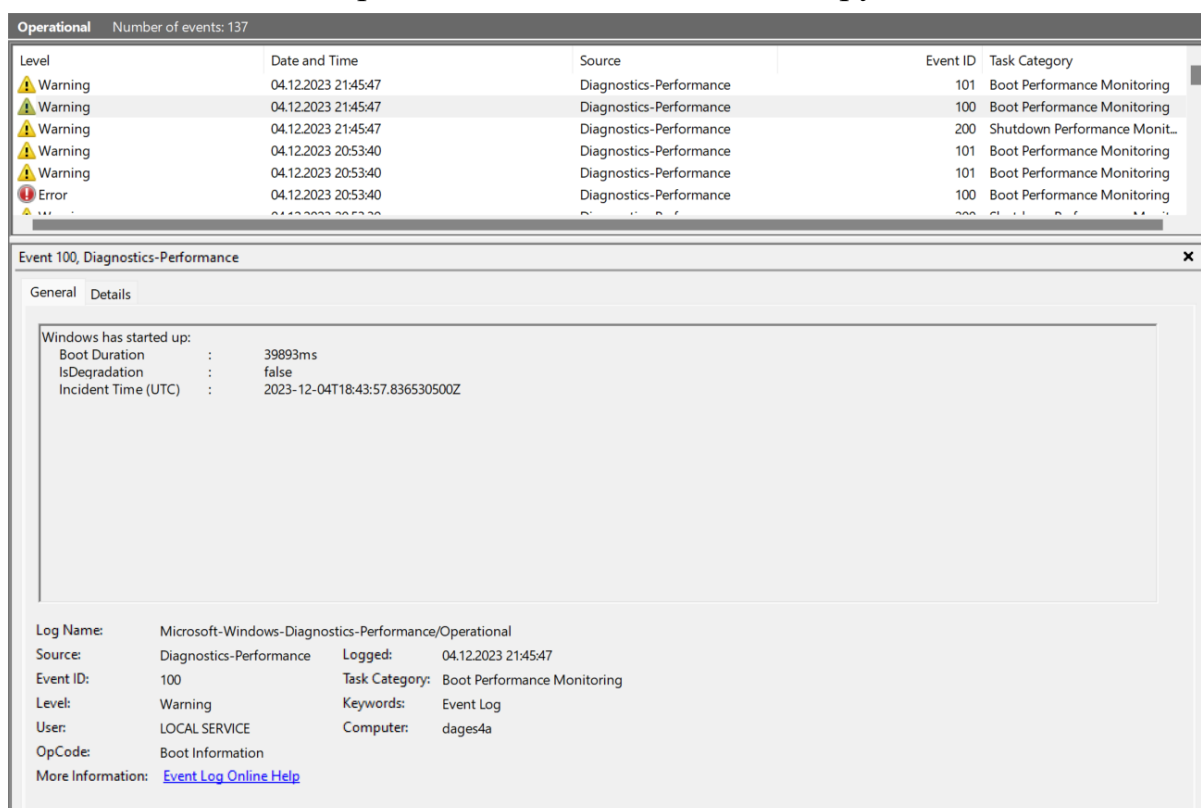 Operational Number of events: 137
Level Date and Time Source Event ID Task Category
Warning 04.12.2023 21:45:47 Diagnostics-Performance 101 Boot Performance Monitoring
Warning 04.12.2023 21:45:47 Diagnostics-Performance 100 Boot Performance Monitoring
Warning 04.12.2023 21:45:47 Diagnostics-Performance 200 Shutdown Performance Monit...
Warning 04.12.2023 20:53:40 Diagnostics-Performance 101 Boot Performance Monitoring
Warning 04.12.2023 20:53:40 Diagnostics-Performance 101 Boot Performance Monitoring
Error 04.12.2023 20:53:40 Diagnostics-Performance 100 Boot Performance Monitoring
Event 100, Diagnostics-Performance
General Details
Windows has started up:
Boot Duration : 39893ms
IsDegradation : false
Incident Time (UTC) : 2023-12-04T18:43:57.836530500Z
Log Name: Microsoft-Windows-Diagnostics-Performance/Operational
Source: Diagnostics-Performance Logged: 04.12.2023 21:45:47
Event ID: 100 Task Category: Boot Performance Monitoring
Level: Warning Keywords: Event Log
User: LOCAL SERVICE Computer: dages4a
OpCode: Boot Information
More Information: Event Log Online Help